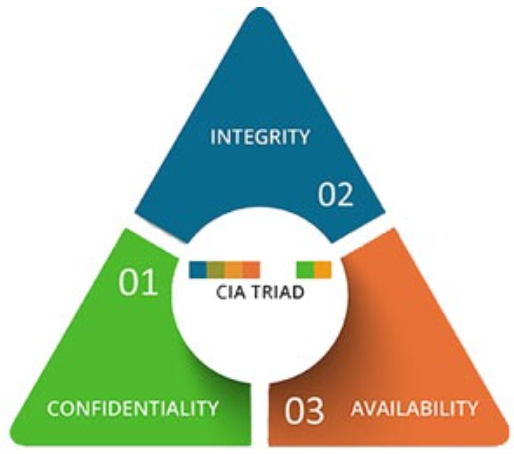 INTEGRITY
02
CIA TRIAD
01
CONFIDENTIALITY
03 AVAILABILITY